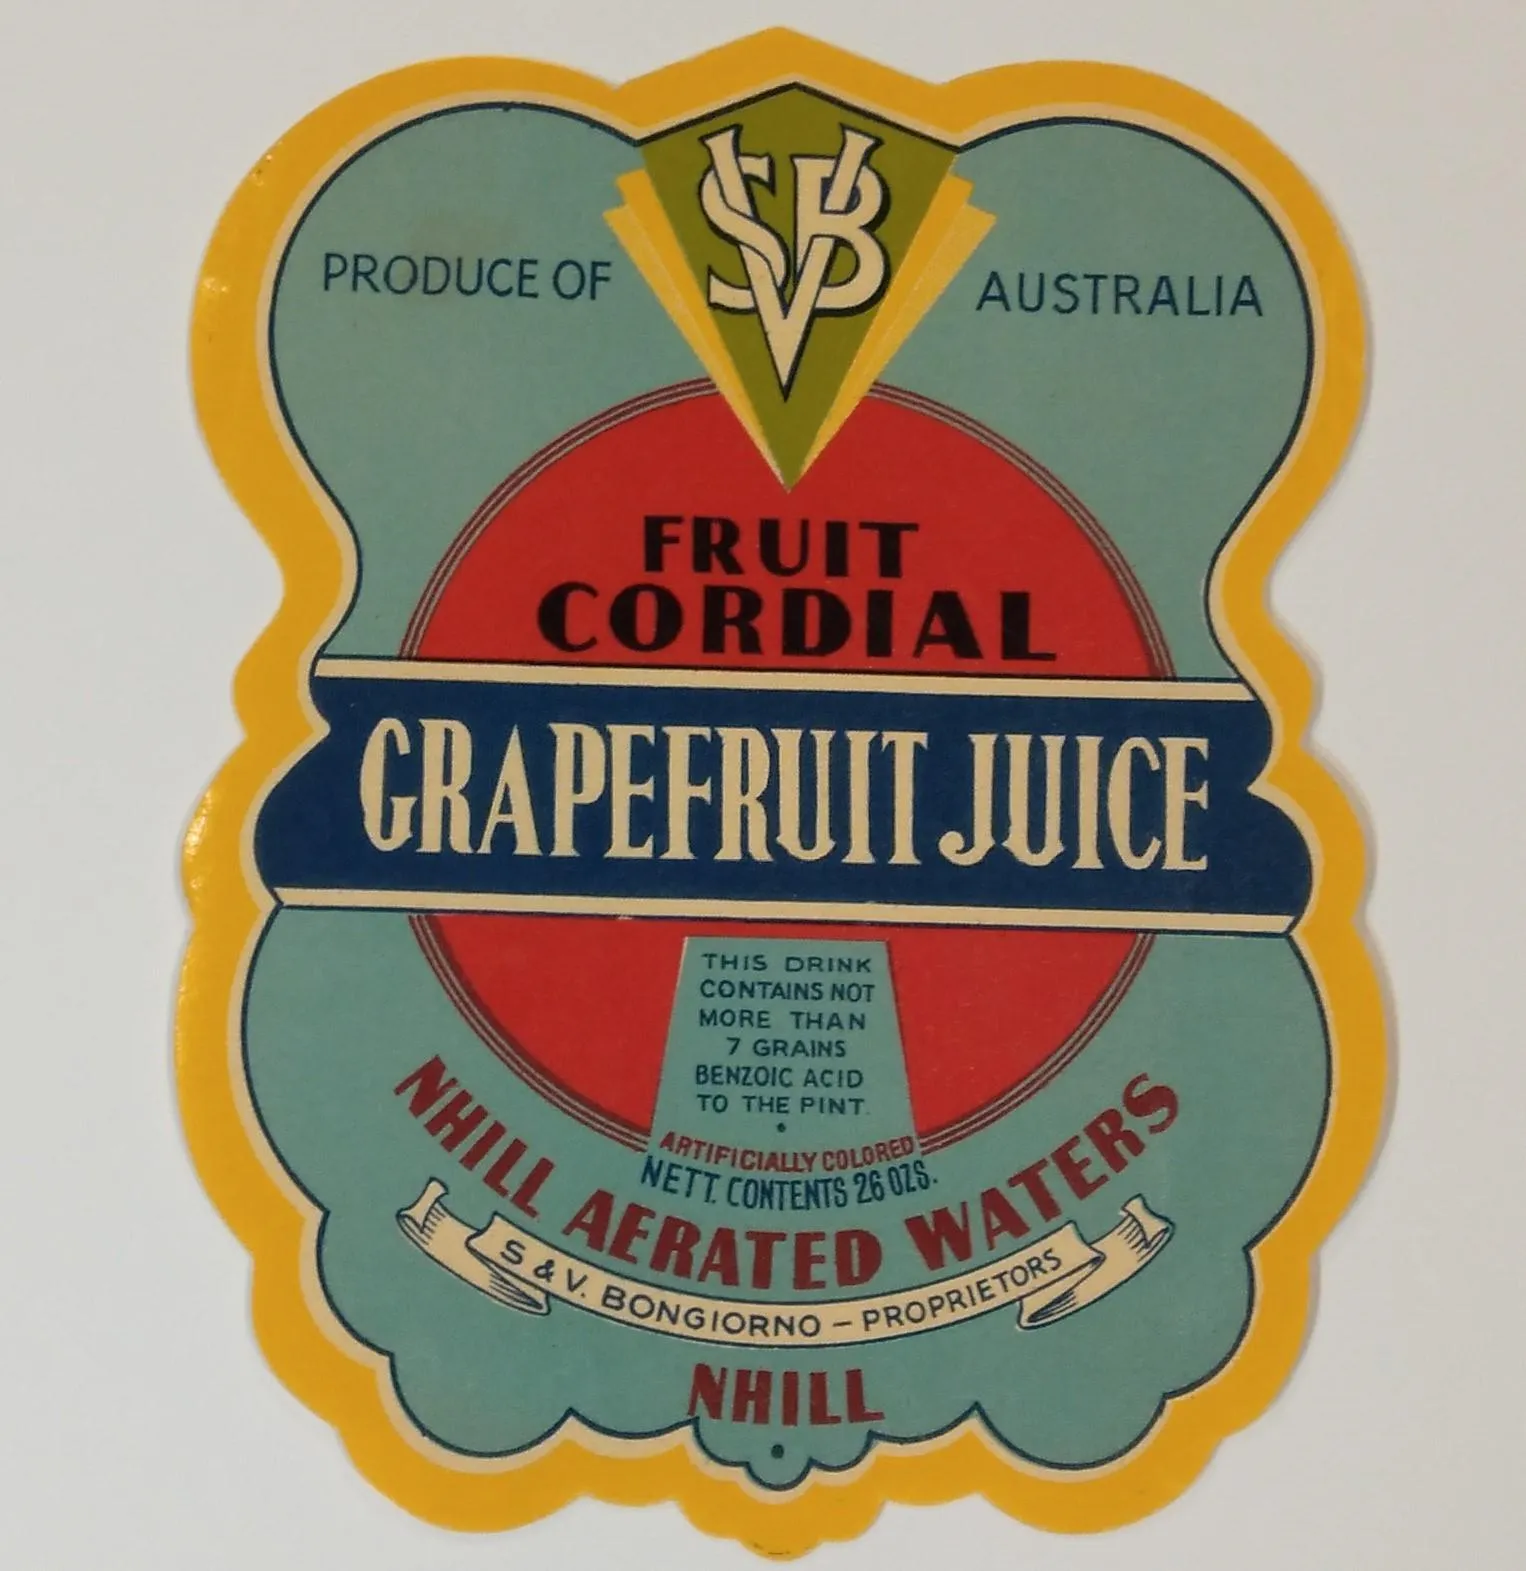 SVB
PRODUCE OF AUSTRALIA
FRUIT
CORDIAL
GRAPEFRUIT JUICE
THIS DRINK
CONTAINS NOT
MORE THAN
7 GRAINS
BENZOIC ACID
TO THE PINT.
ARTIFICIALLY COLORED
NETT. CONTENTS 26 OZS.
NHILL AERATED WATERS
S & V. BONGIORNO – PROPRIETORS
NHILL